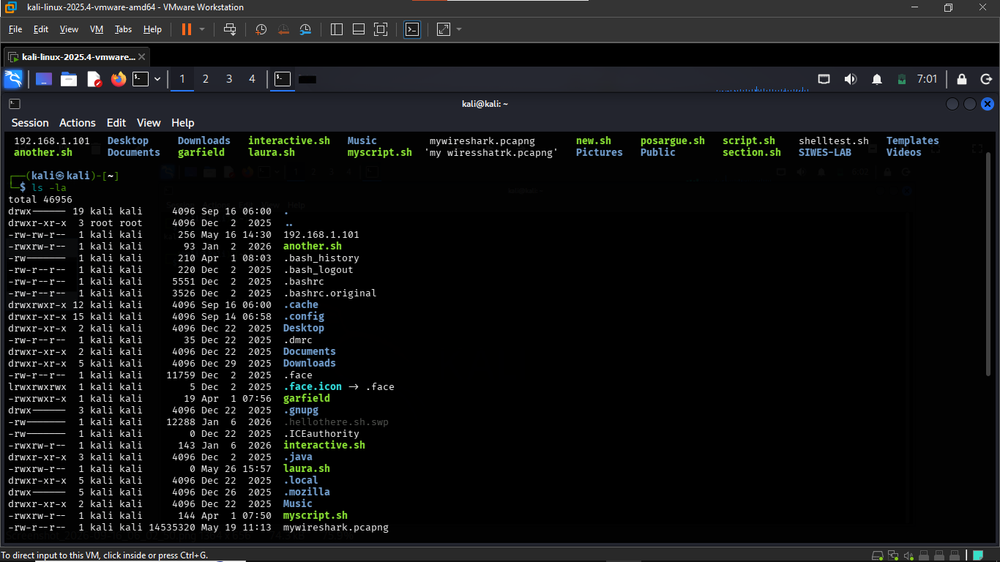 kali-linux-2025.4-vmware-amd64 - VMware Workstation
File Edit View VM Tabs Help
kali-linux-2025.4-vmware...
1 2 3 4 7:01
kali@kali: ~
Session Actions Edit View Help
192.168.1.101 Desktop Downloads interactive.sh Music mywireshark.pcapng new.sh posargue.sh script.sh shelltest.sh Templates
another.sh Documents garfield laura.sh myscript.sh 'my wiresshatrk.pcapng' Pictures Public section.sh SIWES-LAB Videos
┌──(kali㉿kali)-[~]
└─$ ls -la
total 46956
drwx------ 19 kali kali 4096 Sep 16 06:00 .
drwxr-xr-x 3 root root 4096 Dec 2 2025 ..
-rw-rw-r-- 1 kali kali 256 May 16 14:30 192.168.1.101
-rwxrw-r-- 1 kali kali 93 Jan 2 2026 another.sh
-rw------- 1 kali kali 210 Apr 1 08:03 .bash_history
-rw-r--r-- 1 kali kali 220 Dec 2 2025 .bash_logout
-rw-r--r-- 1 kali kali 5551 Dec 2 2025 .bashrc
-rw-r--r-- 1 kali kali 3526 Dec 2 2025 .bashrc.original
drwxrwxr-x 12 kali kali 4096 Sep 16 06:00 .cache
drwxr-xr-x 15 kali kali 4096 Sep 14 06:58 .config
drwxr-xr-x 2 kali kali 4096 Dec 22 2025 Desktop
-rw-r--r-- 1 kali kali 35 Dec 22 2025 .dmrc
drwxr-xr-x 2 kali kali 4096 Dec 22 2025 Documents
drwxr-xr-x 5 kali kali 4096 Dec 29 2025 Downloads
-rw-r--r-- 1 kali kali 11759 Dec 2 2025 .face
lrwxrwxrwx 1 kali kali 5 Dec 2 2025 .face.icon -> .face
-rwxrwxr-x 1 kali kali 19 Apr 1 07:56 garfield
drwx------ 3 kali kali 4096 Dec 22 2025 .gnupg
-rw------- 1 kali kali 12288 Jan 6 2026 .hellothere.sh.swp
-rw------- 1 kali kali 0 Dec 22 2025 .ICEauthority
-rwxrw-r-- 1 kali kali 143 Jan 6 2026 interactive.sh
drwxr-xr-x 3 kali kali 4096 Dec 2 2025 .java
-rwxrw-r-- 1 kali kali 0 May 26 15:57 laura.sh
drwxr-xr-x 5 kali kali 4096 Dec 22 2025 .local
drwx------ 5 kali kali 4096 Dec 26 2025 .mozilla
drwxr-xr-x 2 kali kali 4096 Dec 22 2025 Music
-rwxrw-r-- 1 kali kali 144 Apr 1 07:50 myscript.sh
-rw-r--r-- 1 kali kali 14535320 May 19 11:13 mywireshark.pcapng
To direct input to this VM, click inside or press Ctrl+G.